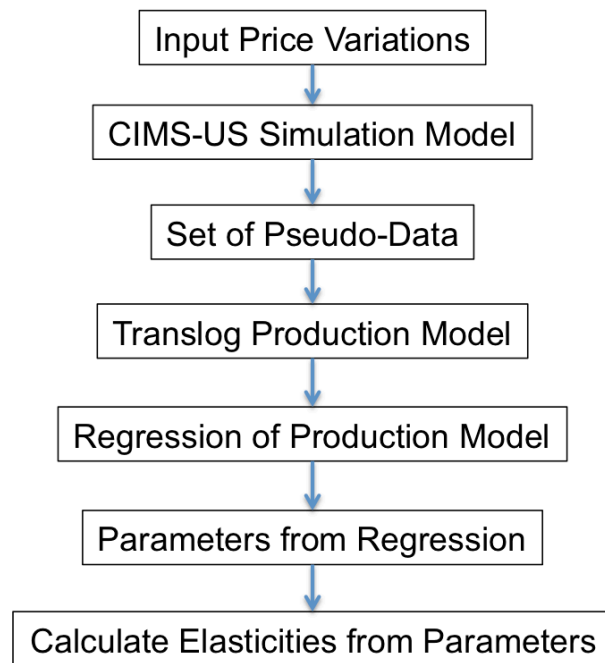 Input Price Variations
CIMS-US Simulation Model
Set of Pseudo-Data
Translog Production Model
Regression of Production Model
Parameters from Regression
Calculate Elasticities from Parameters